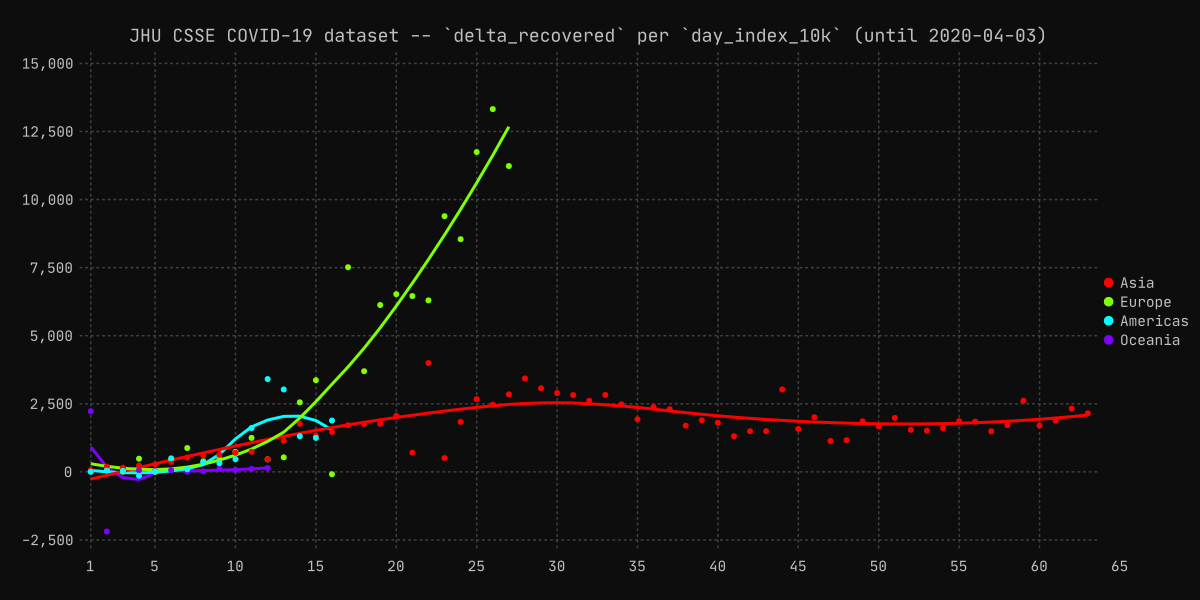 JHU CSSE COVID-19 dataset -- `delta_recovered` per `day_index_10k` (until 2020-04-03)
15,000
12,500
10,000
7,500
5,000
2,500
0
-2,500
1 5 10 15 20 25 30 35 40 45 50 55 60 65
Asia
Europe
Americas
Oceania